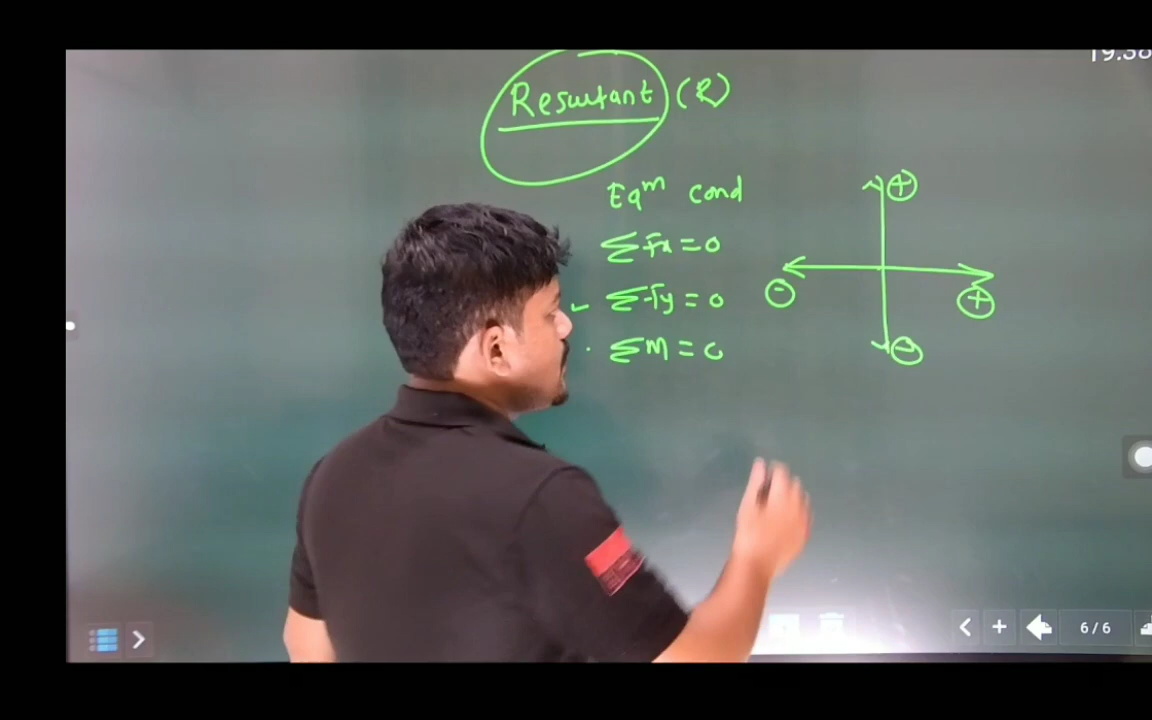 Resultant (R)
Eqm cond
ΣFx = 0
ΣFy = 0
ΣM = 0
+
- +
-
6/6